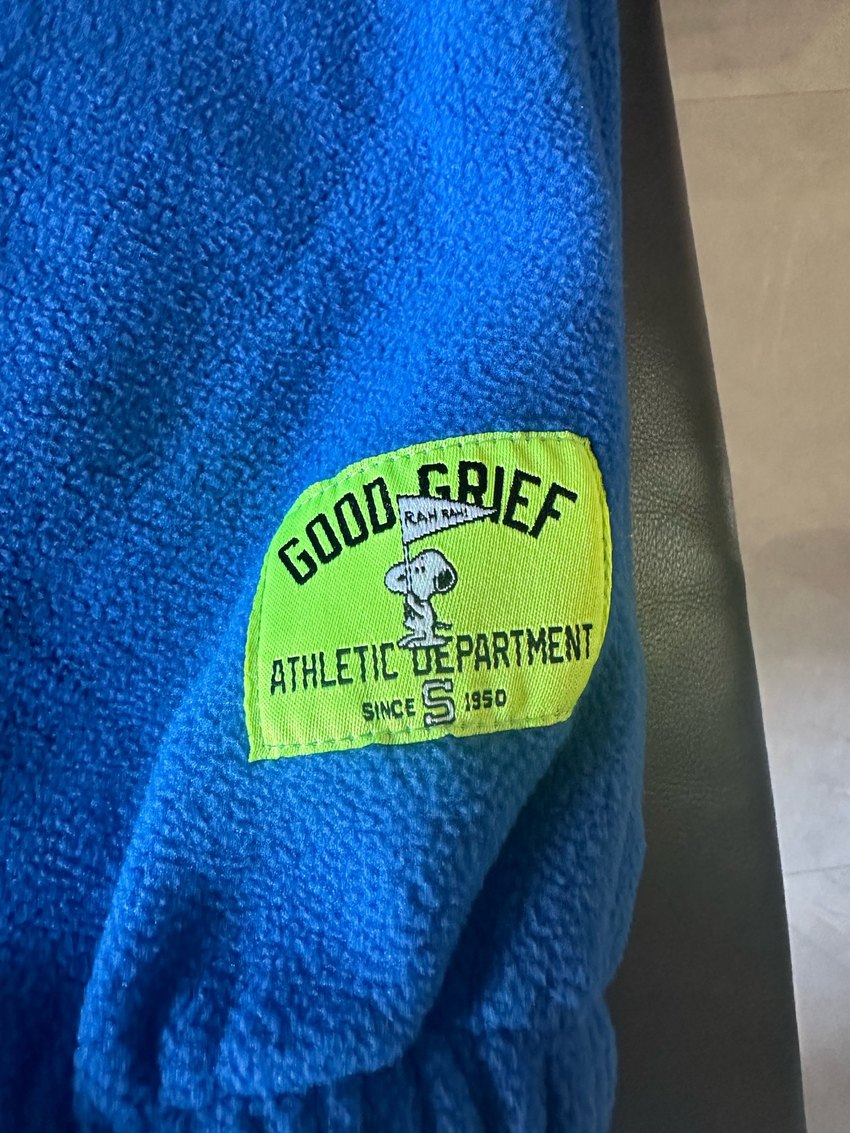 GOOD GRIEF
RAH RAH!
ATHLETIC DEPARTMENT
SINCE S 1950